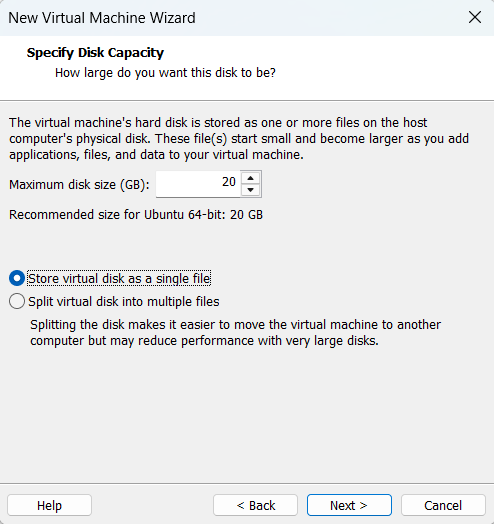 New Virtual Machine Wizard
Specify Disk Capacity
How large do you want this disk to be?
The virtual machine's hard disk is stored as one or more files on the host
computer's physical disk. These file(s) start small and become larger as you add
applications, files, and data to your virtual machine.
Maximum disk size (GB): 20
Recommended size for Ubuntu 64-bit: 20 GB
Store virtual disk as a single file
Split virtual disk into multiple files
Splitting the disk makes it easier to move the virtual machine to another
computer but may reduce performance with very large disks.
Help < Back Next > Cancel